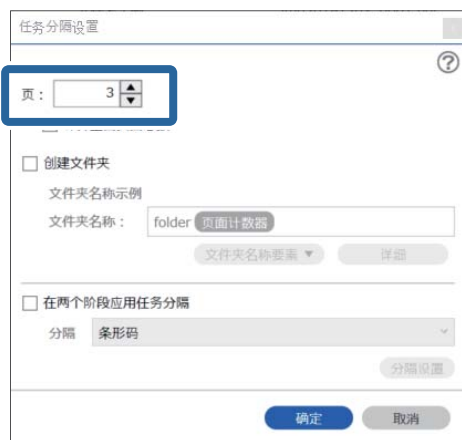 任务分隔设置
页： 3
创建文件夹
文件夹名称示例
文件夹名称： folder 页面计数器
文件夹名称要素 ▼ 详细
在两个阶段应用任务分隔
分隔 条形码
分隔设置
确定 取消